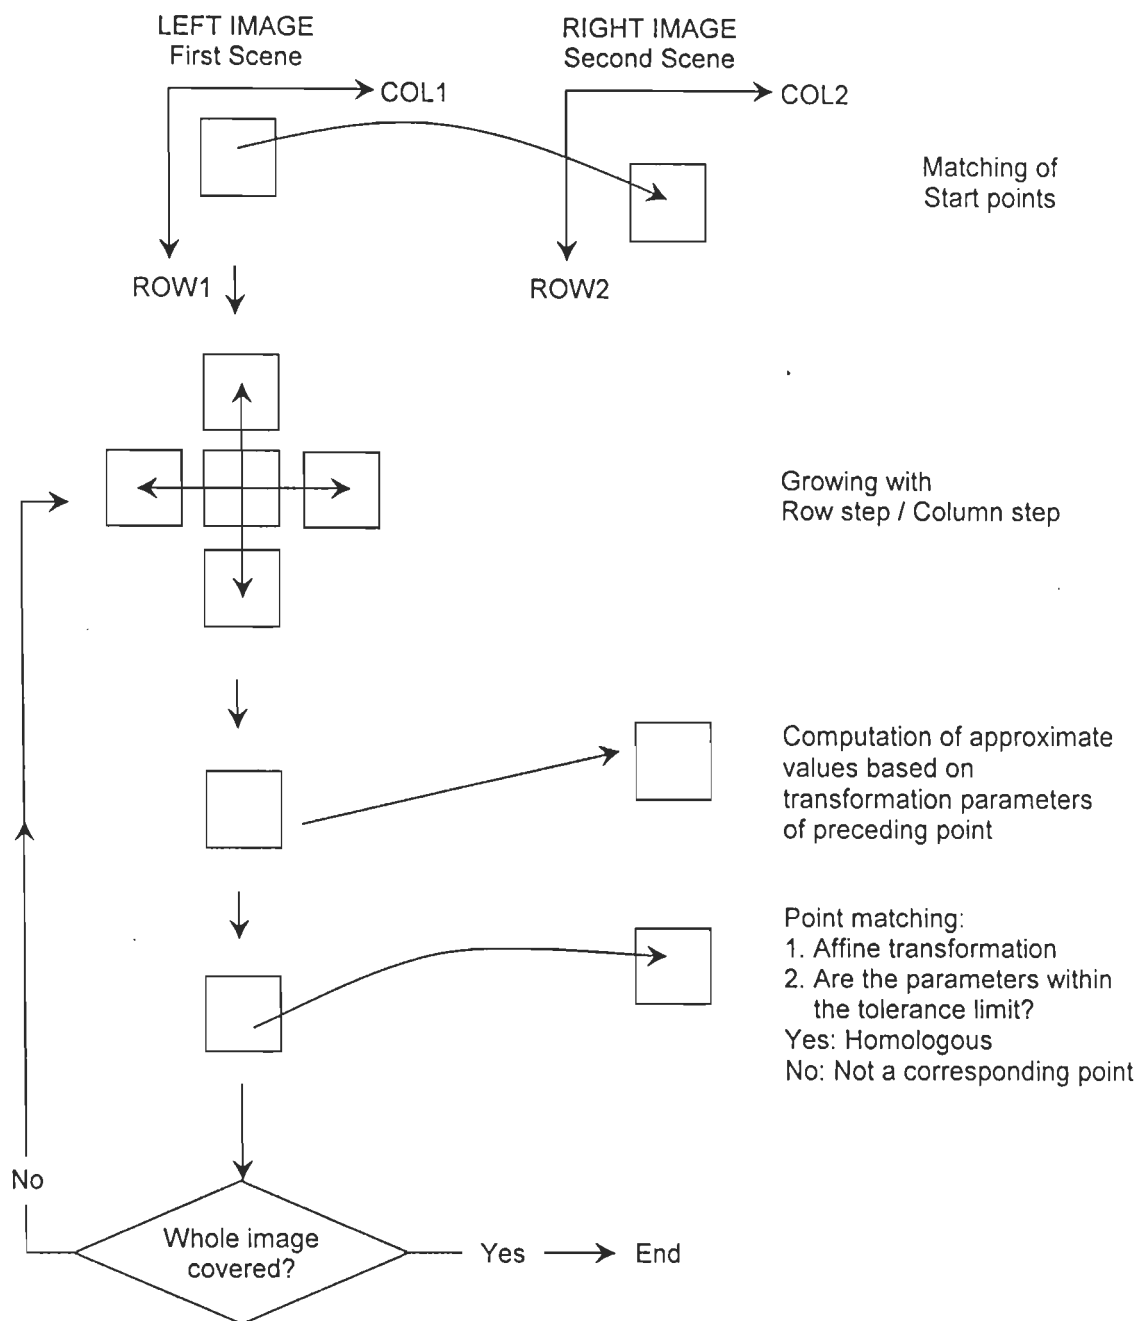 LEFT IMAGE
First Scene
RIGHT IMAGE
Second Scene
COL1
COL2
Matching of
Start points
ROW1
ROW2
Growing with
Row step / Column step
Computation of approximate
values based on
transformation parameters
of preceding point
Point matching:
1. Affine transformation
2. Are the parameters within
the tolerance limit?
Yes: Homologous
No: Not a corresponding point
No
Whole image
covered?
Yes
End